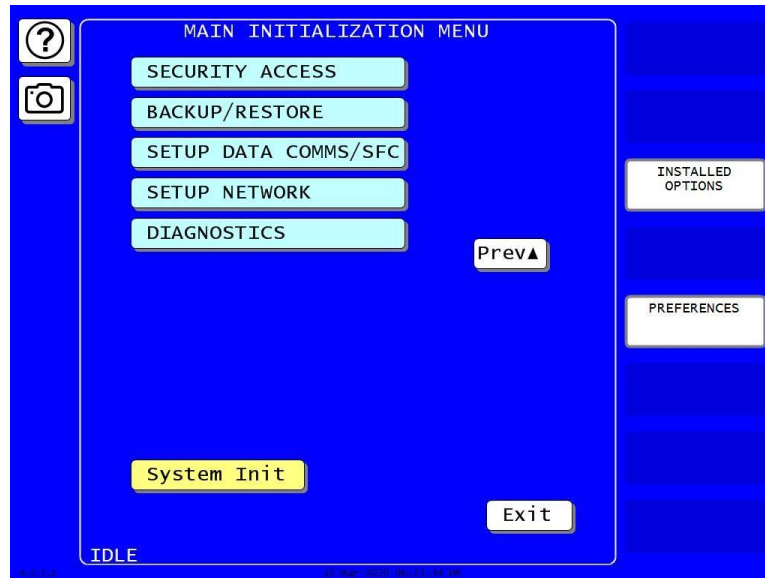 MAIN INITIALIZATION MENU
SECURITY ACCESS
BACKUP/RESTORE
SETUP DATA COMMS/SFC
SETUP NETWORK
DIAGNOSTICS
Prev▲
INSTALLED
OPTIONS
PREFERENCES
System Init
Exit
IDLE